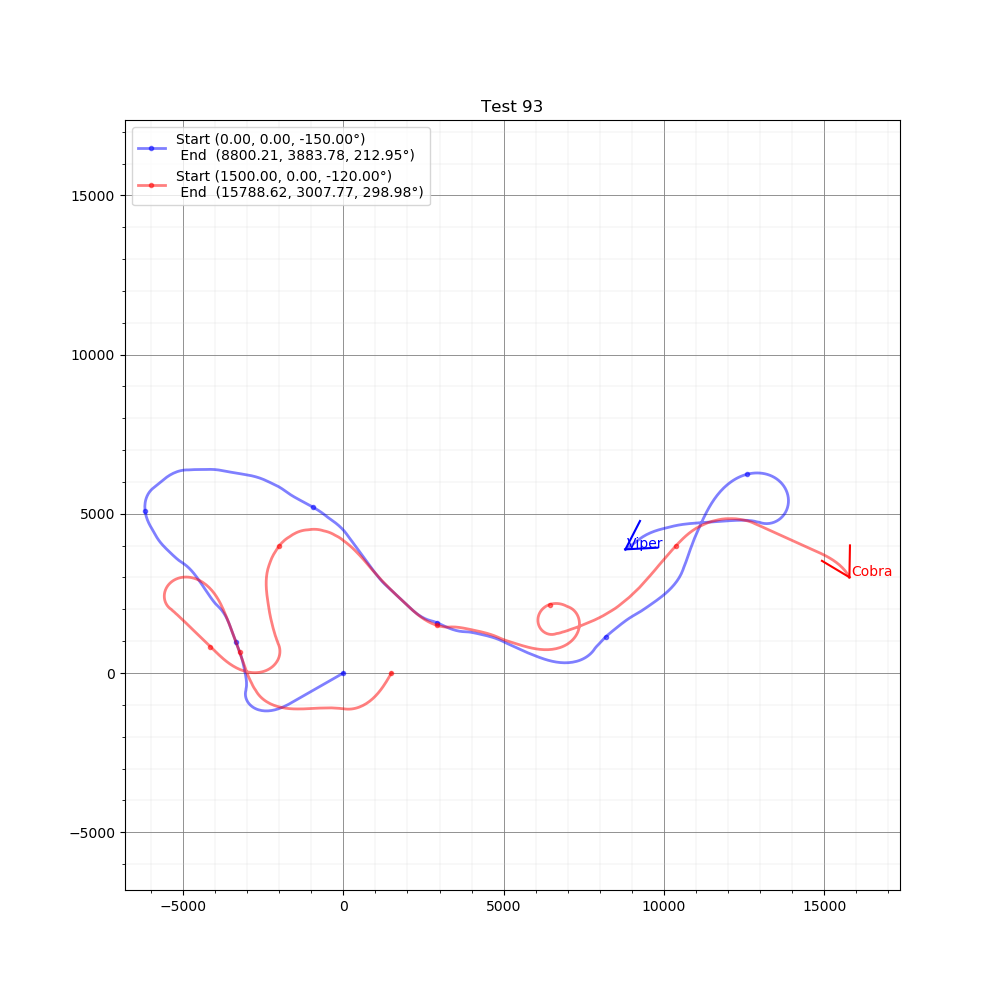 Test 93
Start (0.00, 0.00, -150.00°)
End (8800.21, 3883.78, 212.95°)
Start (1500.00, 0.00, -120.00°)
End (15788.62, 3007.77, 298.98°)
15000
10000
5000
0
−5000
Viper
Cobra
−5000
0
5000
10000
15000